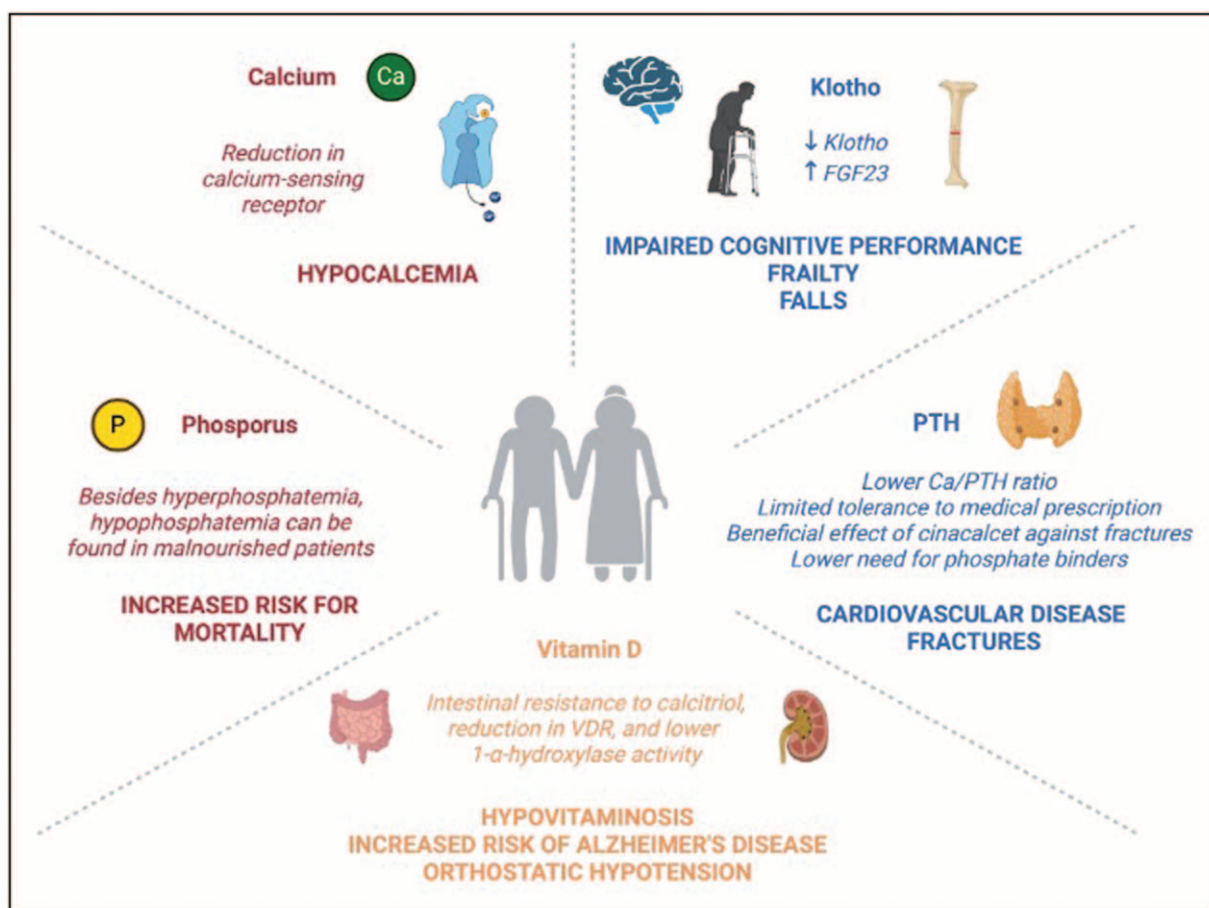 Calcium
Ca
Reduction in
calcium-sensing
receptor
HYPOCALCEMIA
Klotho
↓ Klotho
↑ FGF23
IMPAIRED COGNITIVE PERFORMANCE
FRAILTY
FALLS
P
Phosporus
Besides hyperphosphatemia,
hypophosphatemia can be
found in malnourished patients
INCREASED RISK FOR
MORTALITY
PTH
Lower Ca/PTH ratio
Limited tolerance to medical prescription
Beneficial effect of cinacalcet against fractures
Lower need for phosphate binders
CARDIOVASCULAR DISEASE
FRACTURES
Vitamin D
Intestinal resistance to calcitriol,
reduction in VDR, and lower
1-α-hydroxylase activity
HYPOVITAMINOSIS
INCREASED RISK OF ALZHEIMER'S DISEASE
ORTHOSTATIC HYPOTENSION